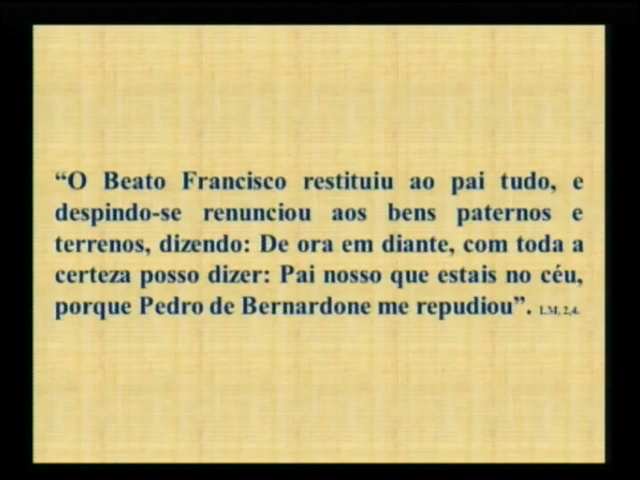 “O Beato Francisco restituiu ao pai tudo, e
despindo-se renunciou aos bens paternos e
terrenos, dizendo: De ora em diante, com toda a
certeza posso dizer: Pai nosso que estais no céu,
porque Pedro de Bernardone me repudiou”. LM, 2,4.